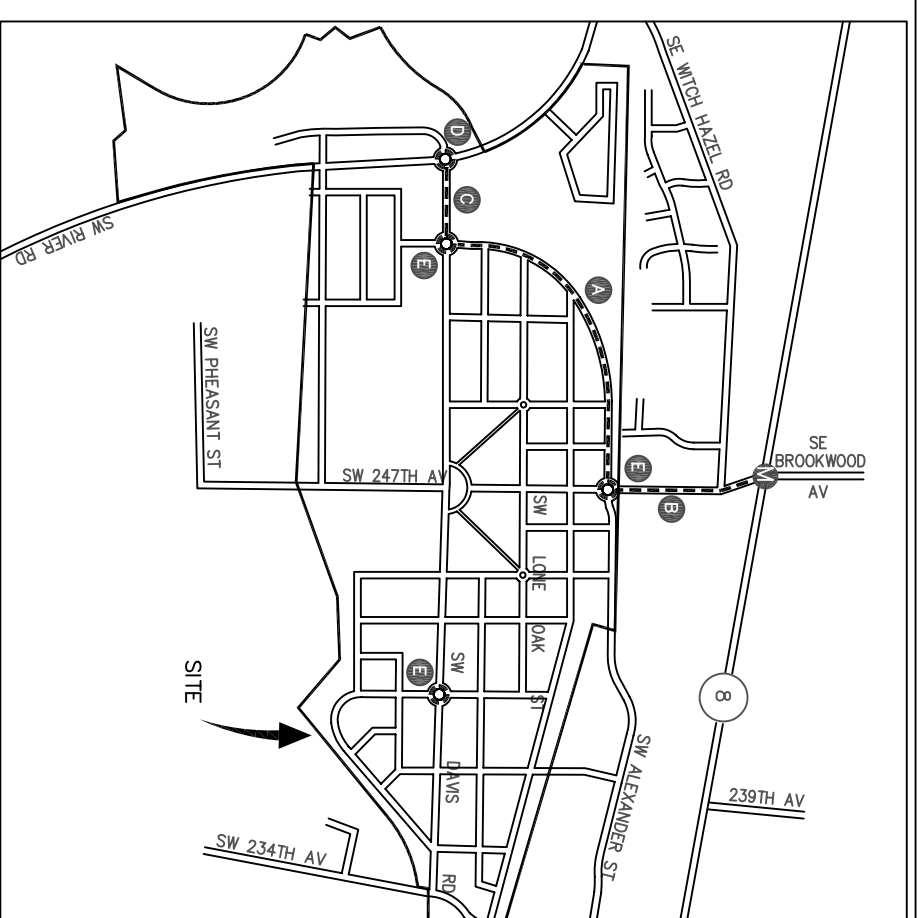 SE WITCH HAZEL RD
D
C
SW RIVER RD
E
A
SW PHEASANT ST
SE
BROOKWOOD
AV
M
E
B
SW 247TH AV
SW LONE OAK ST
8
E
SITE
SW DAVIS RD
SW ALEXANDER ST
239TH AV
SW 234TH AV